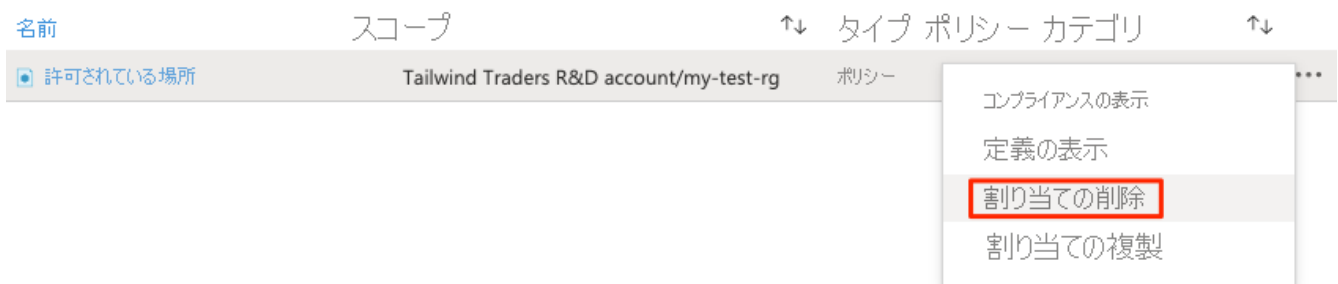 名前 スコープ ↑↓ タイプ ポリシー カテゴリ ↑↓
許可されている場所 Tailwind Traders R&D account/my-test-rg ポリシー ...
コンプライアンスの表示
定義の表示
割り当ての削除
割り当ての複製